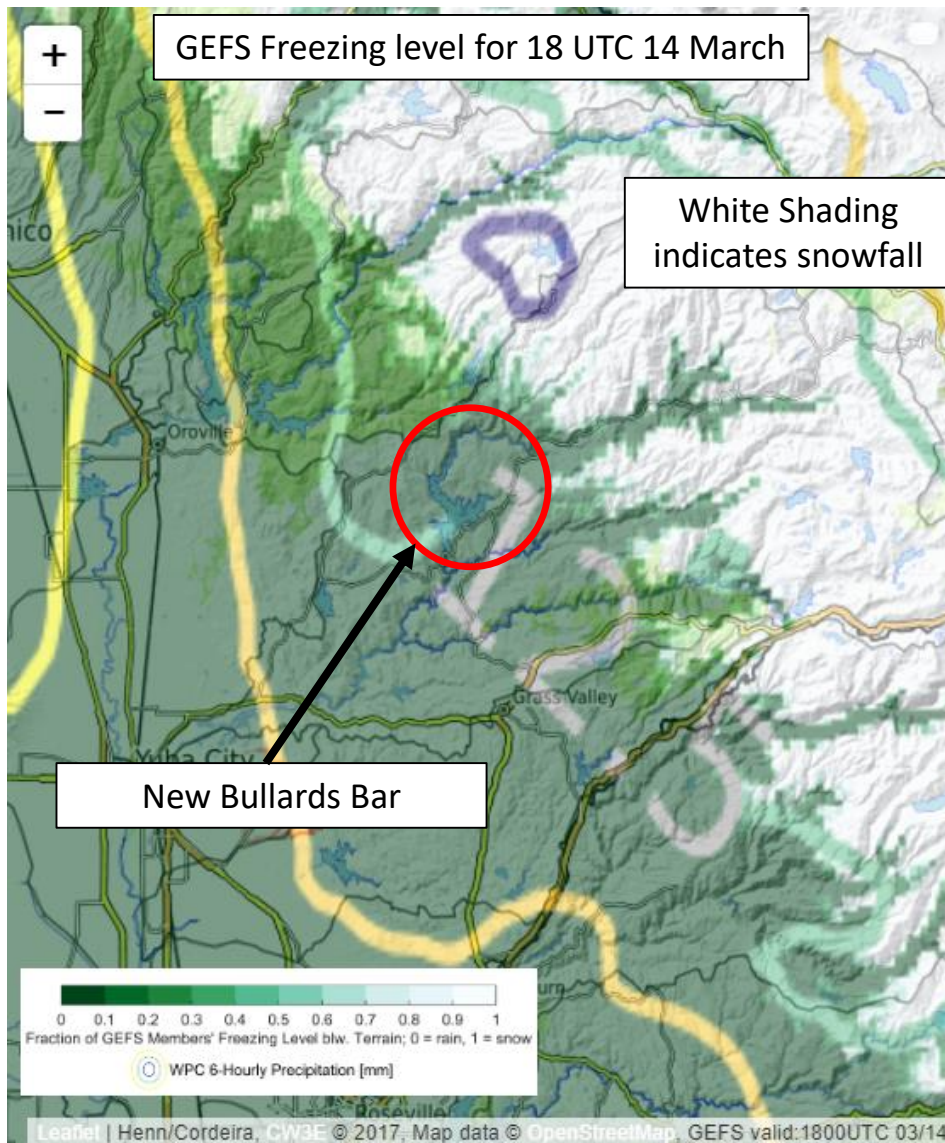 +
−
GEFS Freezing level for 18 UTC 14 March
White Shading
indicates snowfall
nico
Oroville
Grass Valley
Yuba City
New Bullards Bar
urn
0 0.1 0.2 0.3 0.4 0.5 0.6 0.7 0.8 0.9 1
Fraction of GEFS Members' Freezing Level blw. Terrain; 0 = rain, 1 = snow
WPC 6-Hourly Precipitation [mm]
Roseville
Leaflet | Henn/Cordeira, CW3E © 2017, Map data © OpenStreetMap, GEFS valid:1800UTC 03/14